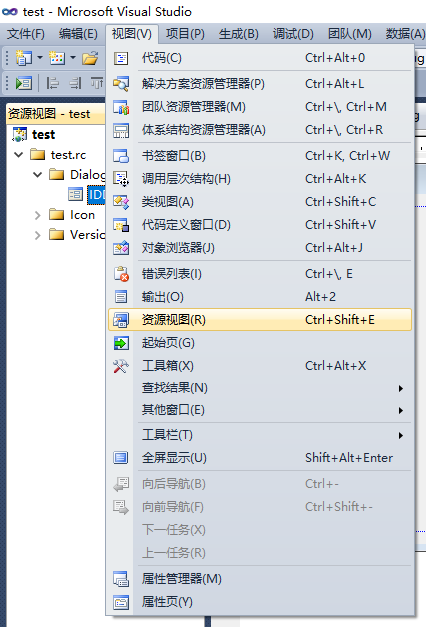 test - Microsoft Visual Studio
文件(F) 编辑(E) 视图(V) 项目(P) 生成(B) 调试(D) 团队(M) 数据(A)
资源视图 - test
test
test.rc
Dialog
Icon
代码(C) Ctrl+Alt+0
解决方案资源管理器(P) Ctrl+Alt+L
团队资源管理器(M) Ctrl+\, Ctrl+M
体系结构资源管理器(A) Ctrl+\, Ctrl+R
书签窗口(B) Ctrl+K, Ctrl+W
调用层次结构(H) Ctrl+Alt+K
类视图(A) Ctrl+Shift+C
代码定义窗口(D) Ctrl+Shift+V
对象浏览器(J) Ctrl+Alt+J
错误列表(I) Ctrl+\, E
输出(O) Alt+2
资源视图(R) Ctrl+Shift+E
起始页(G)
工具箱(X) Ctrl+Alt+X
查找结果(N)
其他窗口(E)
工具栏(T)
全屏显示(U) Shift+Alt+Enter
向后导航(B) Ctrl+-
向前导航(F) Ctrl+Shift+-
下一任务(X)
上一任务(R)
属性管理器(M)
属性页(Y)